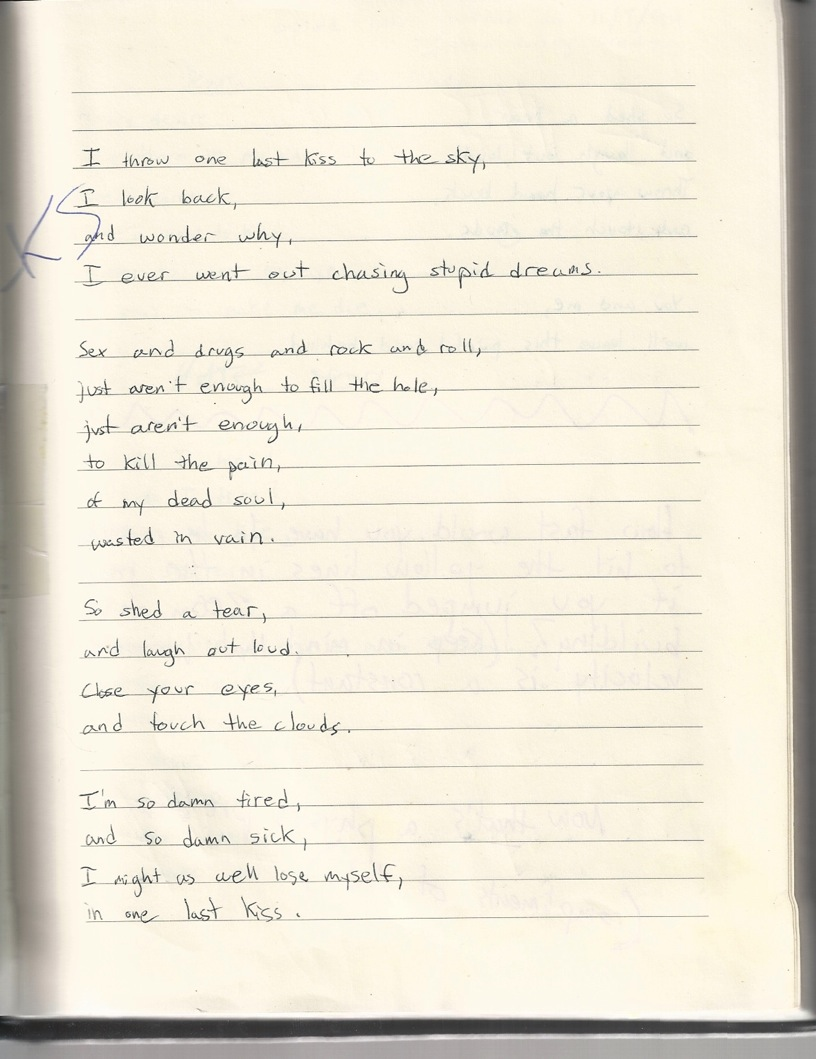 I throw one last kiss to the sky,
I look back,
and wonder why,
I ever went out chasing stupid dreams.
Sex and drugs and rock and roll,
just aren't enough to fill the hole,
just aren't enough,
to kill the pain,
of my dead soul,
wasted in vain.
So shed a tear,
and laugh out loud.
Close your eyes,
and touch the clouds.
I'm so damn tired,
and so damn sick,
I might as well lose myself,
in one last kiss.